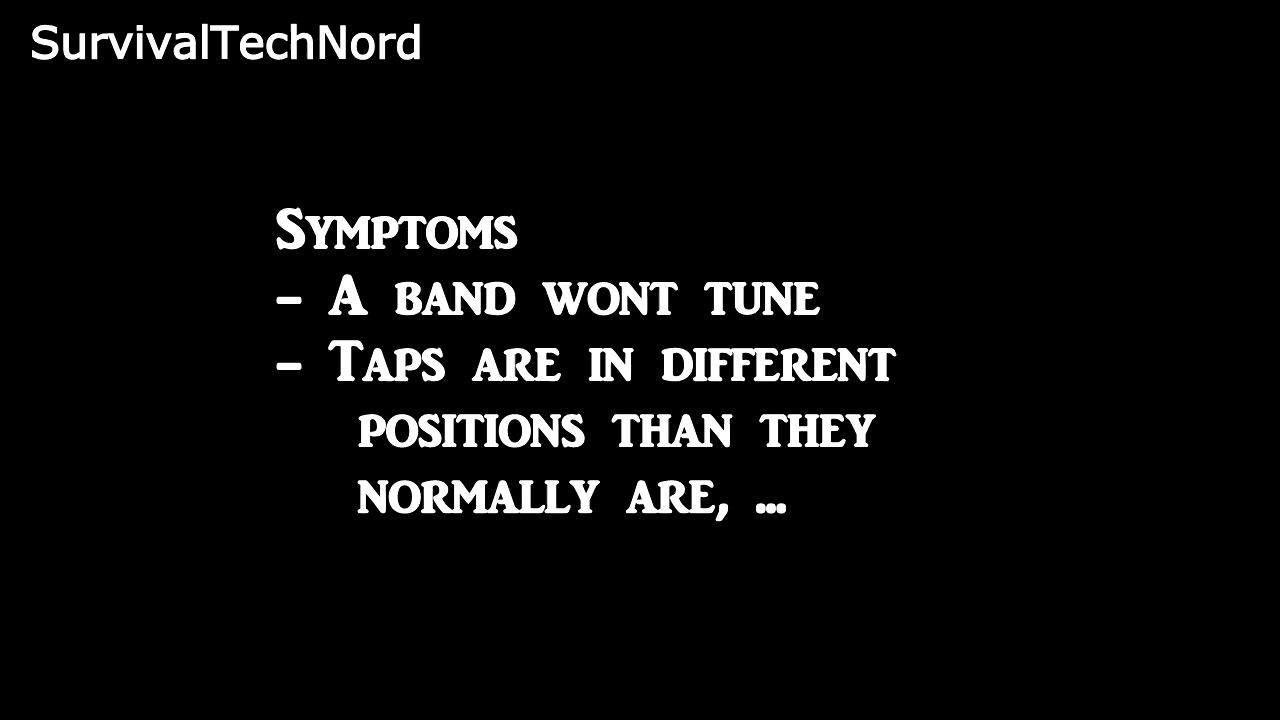 SurvivalTechNord
Symptoms
- A band wont tune
- Taps are in different
positions than they
normally are, ...